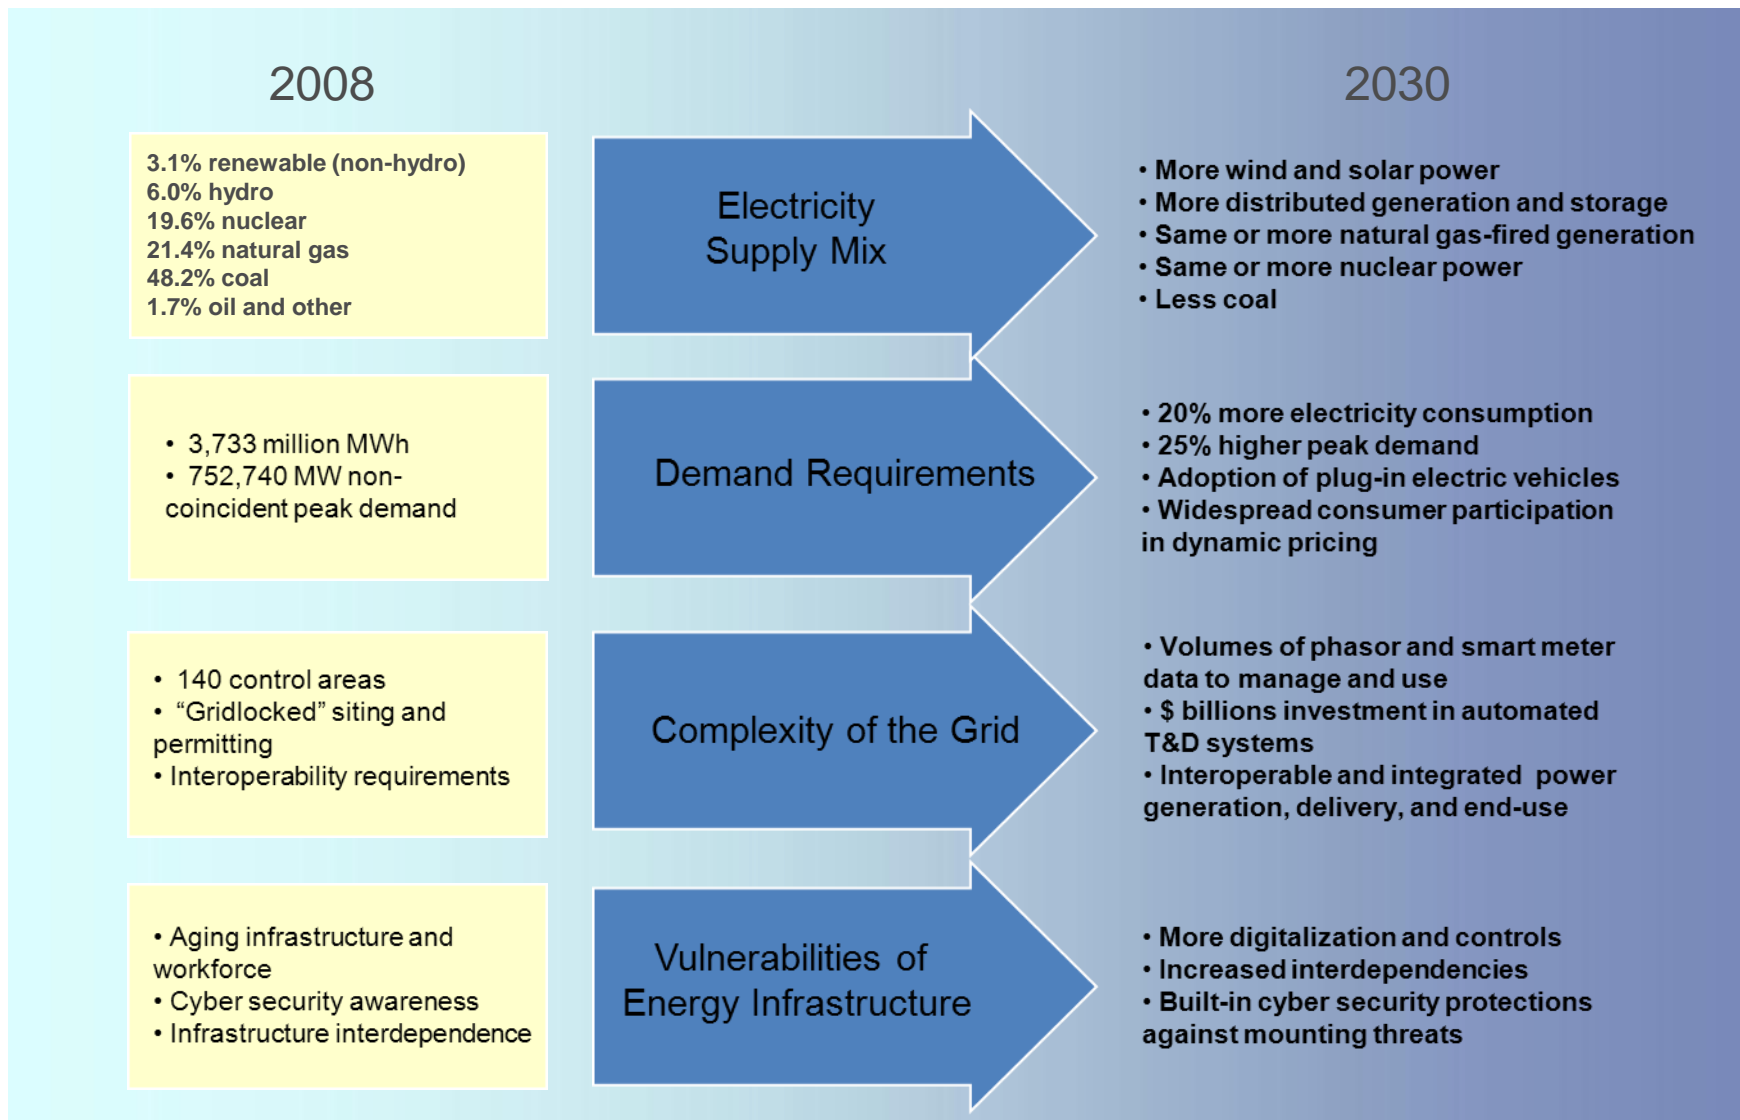 2008
2030
3.1% renewable (non-hydro)
6.0% hydro
19.6% nuclear
21.4% natural gas
48.2% coal
1.7% oil and other
Electricity
Supply Mix
• More wind and solar power
• More distributed generation and storage
• Same or more natural gas-fired generation
• Same or more nuclear power
• Less coal
• 3,733 million MWh
• 752,740 MW non-
coincident peak demand
Demand Requirements
• 20% more electricity consumption
• 25% higher peak demand
• Adoption of plug-in electric vehicles
• Widespread consumer participation
in dynamic pricing
• 140 control areas
• “Gridlocked” siting and
permitting
• Interoperability requirements
Complexity of the Grid
• Volumes of phasor and smart meter
data to manage and use
• $ billions investment in automated
T&D systems
• Interoperable and integrated power
generation, delivery, and end-use
• Aging infrastructure and
workforce
• Cyber security awareness
• Infrastructure interdependence
Vulnerabilities of
Energy Infrastructure
• More digitalization and controls
• Increased interdependencies
• Built-in cyber security protections
against mounting threats